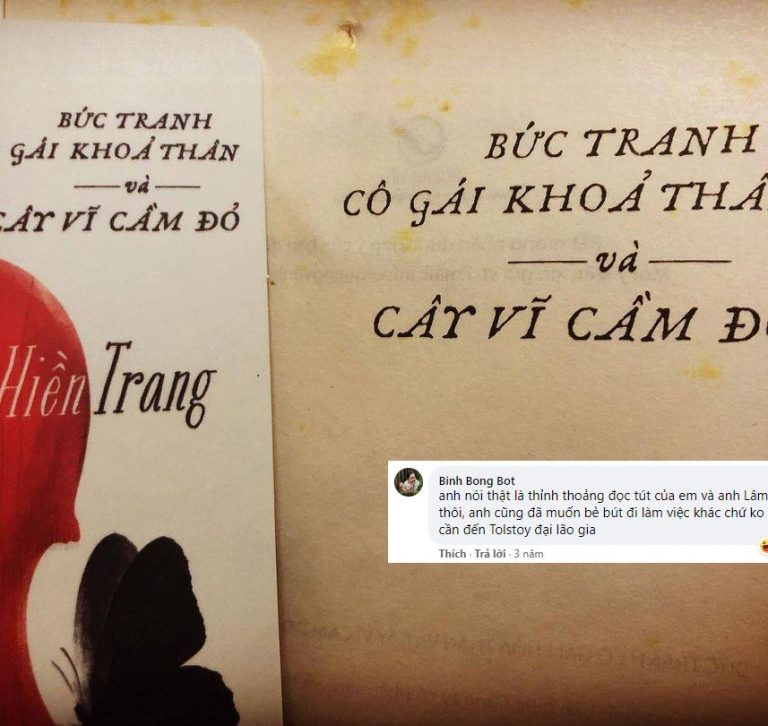 BỨC TRANH
GÁI KHOẢ THÂN
và
CÂY VĨ CẦM ĐỎ
Hiền Trang
BỨC TRANH
CÔ GÁI KHOẢ THÂ
và
CÂY VĨ CẦM ĐỎ
Binh Bong Bot
anh nói thật là thỉnh thoảng đọc tút của em và anh Lâm
thôi, anh cũng đã muốn bẻ bút đi làm việc khác chứ ko
cần đến Tolstoy đại lão gia
Thích · Trả lời · 3 năm